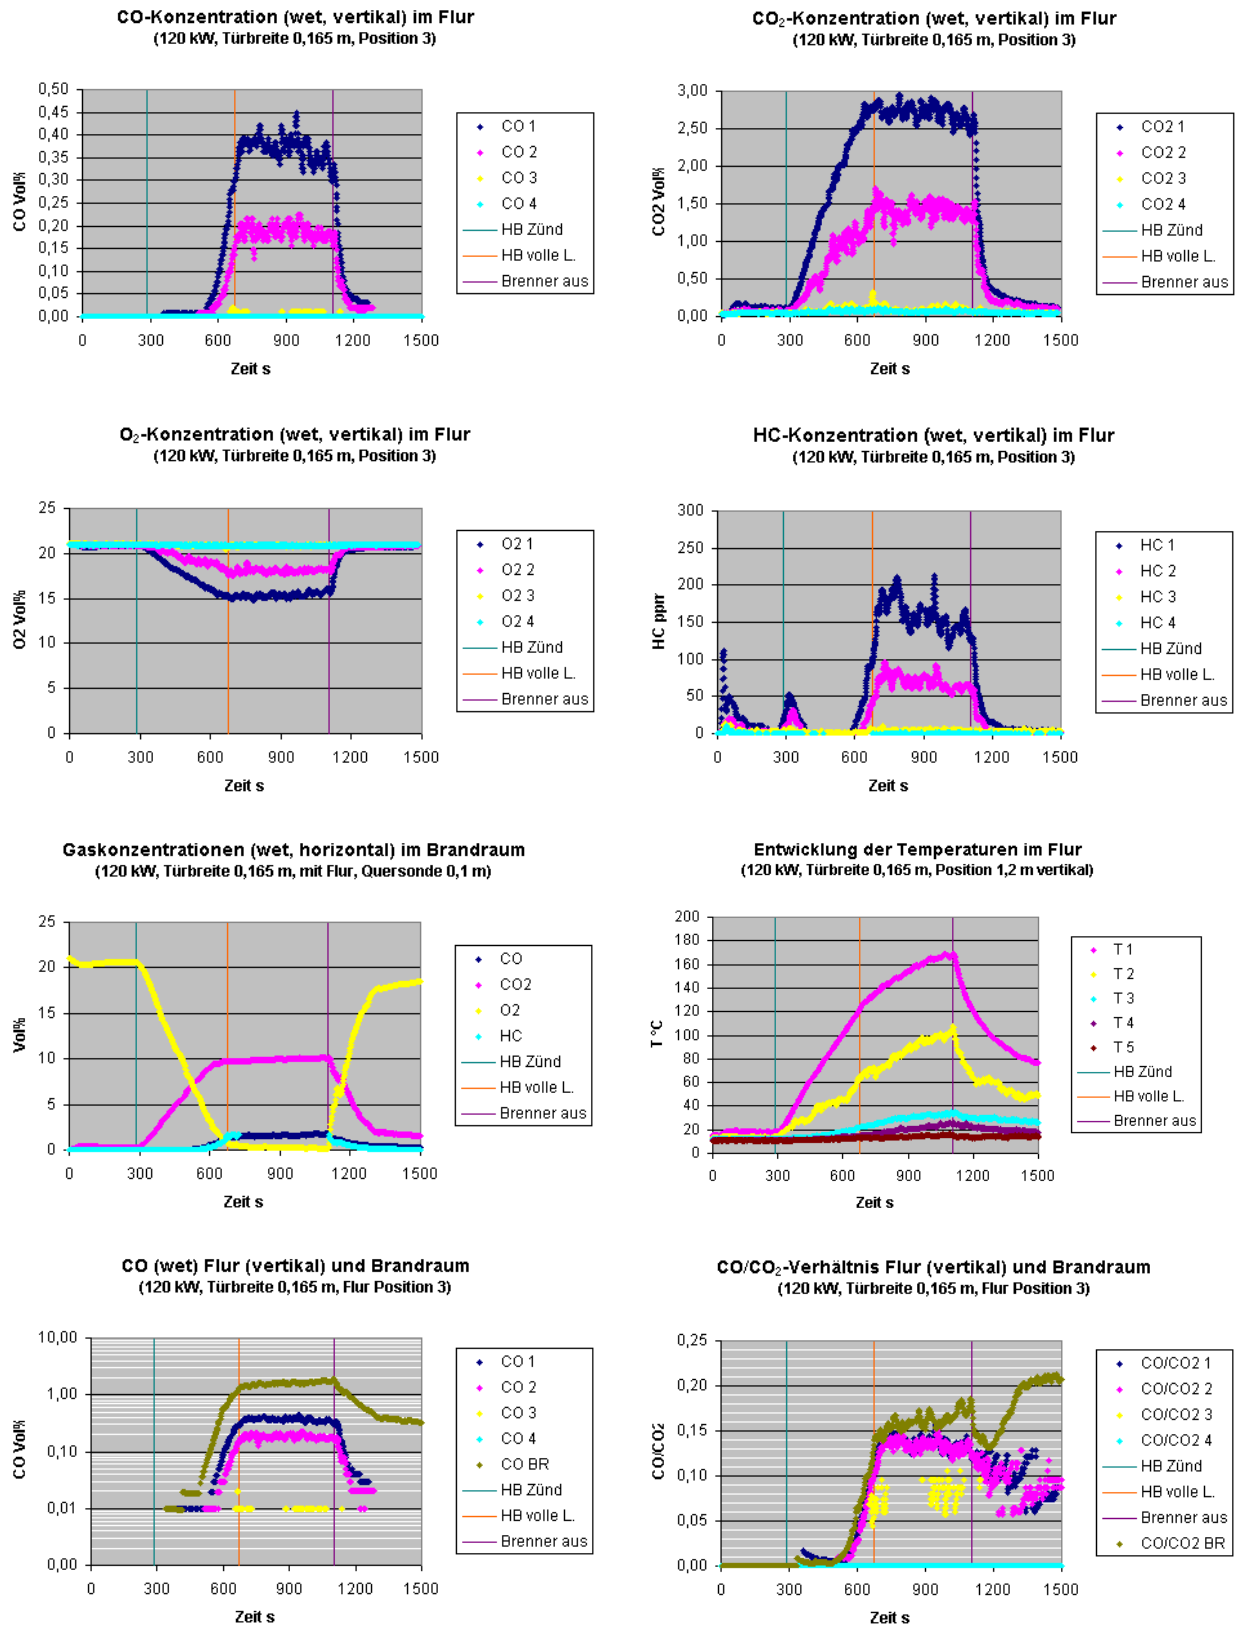 CO-Konzentration (wet, vertikal) im Flur
(120 kW, Türbreite 0,165 m, Position 3)
0,50
0,45
0,40
0,35
0,30
0,25
0,20
0,15
0,10
0,05
0,00
CO Vol%
0 300 600 900 1200 1500
Zeit s
CO 1
CO 2
CO 3
CO 4
HB Zünd
HB volle L.
Brenner aus
CO₂-Konzentration (wet, vertikal) im Flur
(120 kW, Türbreite 0,165 m, Position 3)
3,00
2,50
2,00
1,50
1,00
0,50
0,00
CO2 Vol%
0 300 600 900 1200 1500
Zeit s
CO2 1
CO2 2
CO2 3
CO2 4
HB Zünd
HB volle L.
Brenner aus
O₂-Konzentration (wet, vertikal) im Flur
(120 kW, Türbreite 0,165 m, Position 3)
25
20
15
10
5
0
O2 Vol%
0 300 600 900 1200 1500
Zeit s
O2 1
O2 2
O2 3
O2 4
HB Zünd
HB volle L.
Brenner aus
HC-Konzentration (wet, vertikal) im Flur
(120 kW, Türbreite 0,165 m, Position 3)
300
250
200
150
100
50
0
HC ppm
0 300 600 900 1200 1500
Zeit s
HC 1
HC 2
HC 3
HC 4
HB Zünd
HB volle L.
Brenner aus
Gaskonzentrationen (wet, horizontal) im Brandraum
(120 kW, Türbreite 0,165 m, mit Flur, Quersonde 0,1 m)
25
20
15
10
5
0
Vol%
0 300 600 900 1200 1500
Zeit s
CO
CO2
O2
HC
HB Zünd
HB volle L.
Brenner aus
Entwicklung der Temperaturen im Flur
(120 kW, Türbreite 0,165 m, Position 1,2 m vertikal)
200
180
160
140
120
100
80
60
40
20
0
T °C
0 300 600 900 1200 1500
Zeit s
T 1
T 2
T 3
T 4
T 5
HB Zünd
HB volle L.
Brenner aus
CO (wet) Flur (vertikal) und Brandraum
(120 kW, Türbreite 0,165 m, Flur Position 3)
10,00
1,00
0,10
0,01
0,00
CO Vol%
0 300 600 900 1200 1500
Zeit s
CO 1
CO 2
CO 3
CO 4
CO BR
HB Zünd
HB volle L.
Brenner aus
CO/CO₂-Verhältnis Flur (vertikal) und Brandraum
(120 kW, Türbreite 0,165 m, Flur Position 3)
0,25
0,20
0,15
0,10
0,05
0,00
CO/CO2
0 300 600 900 1200 1500
Zeit s
CO/CO2 1
CO/CO2 2
CO/CO2 3
CO/CO2 4
HB Zünd
HB volle L.
Brenner aus
CO/CO2 BR